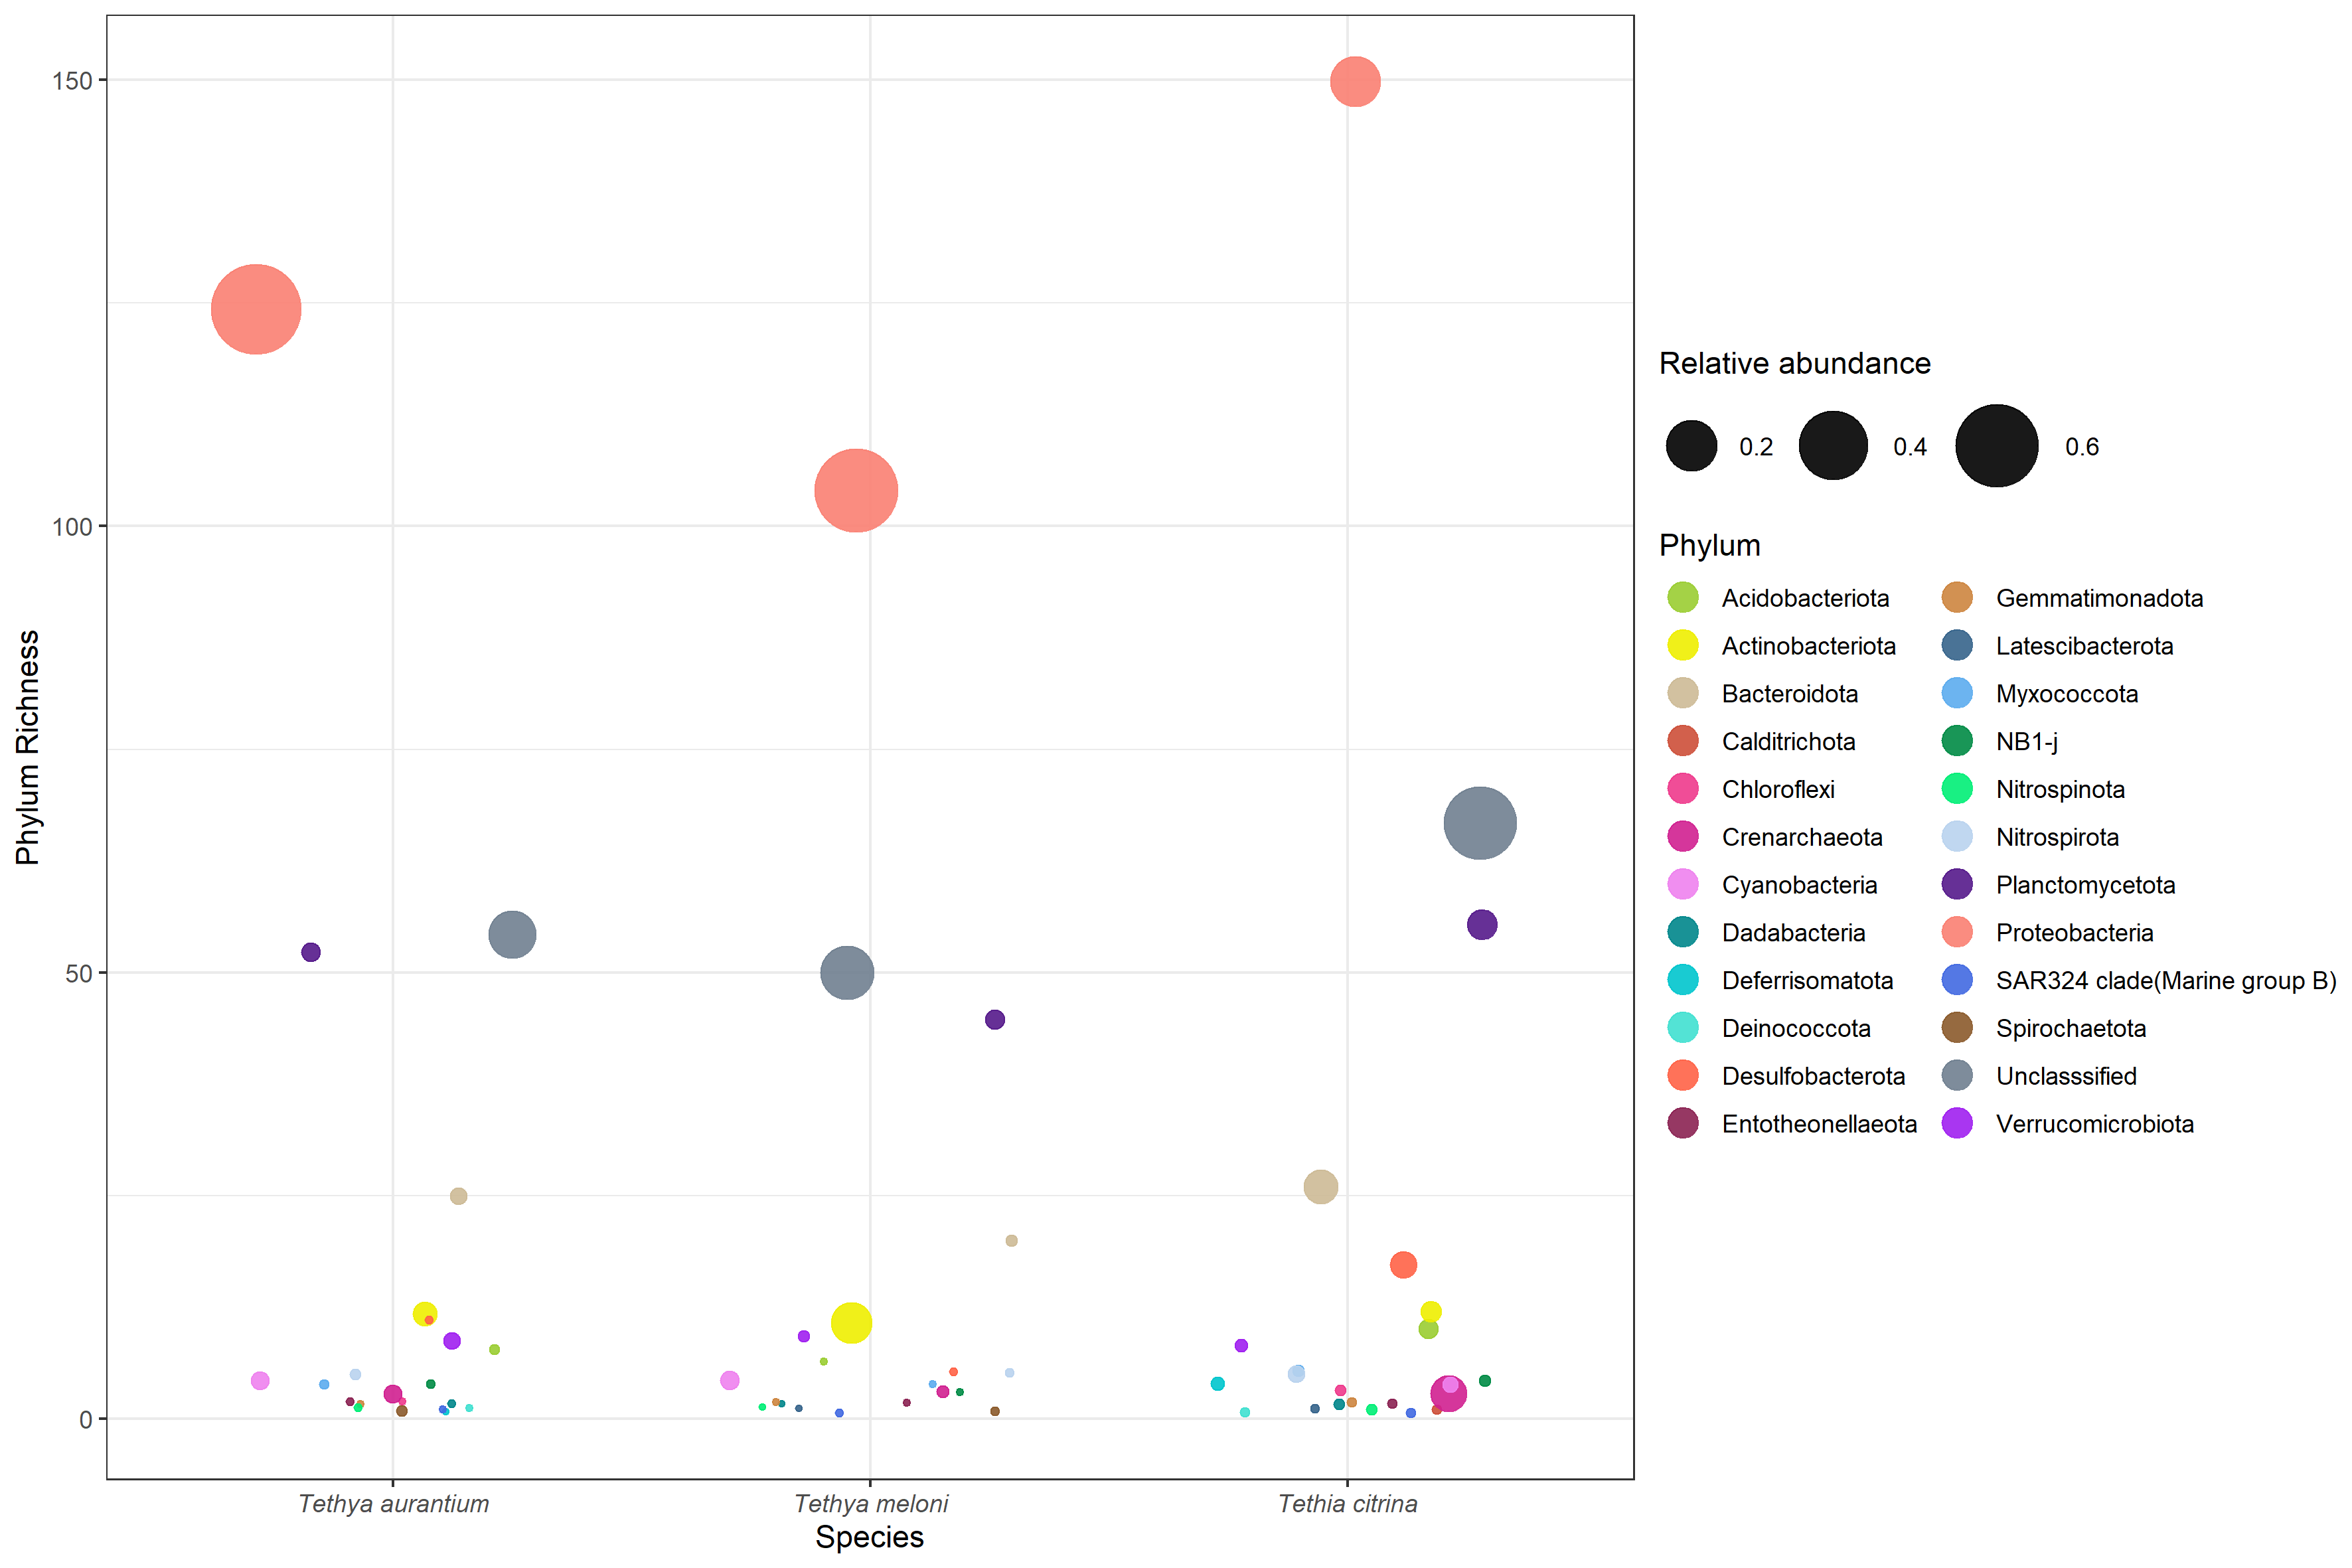 150
100
50
0
Phylum Richness
Tethya aurantium
Tethya meloni
Tethia citrina
Species
Relative abundance
0.2
0.4
0.6
Phylum
Acidobacteriota
Actinobacteriota
Bacteroidota
Calditrichota
Chloroflexi
Crenarchaeota
Cyanobacteria
Dadabacteria
Deferrisomatota
Deinococcota
Desulfobacterota
Entotheonellaeota
Gemmatimonadota
Latescibacterota
Myxococcota
NB1-j
Nitrospinota
Nitrospirota
Planctomycetota
Proteobacteria
SAR324 clade(Marine group B)
Spirochaetota
Unclasssified
Verrucomicrobiota